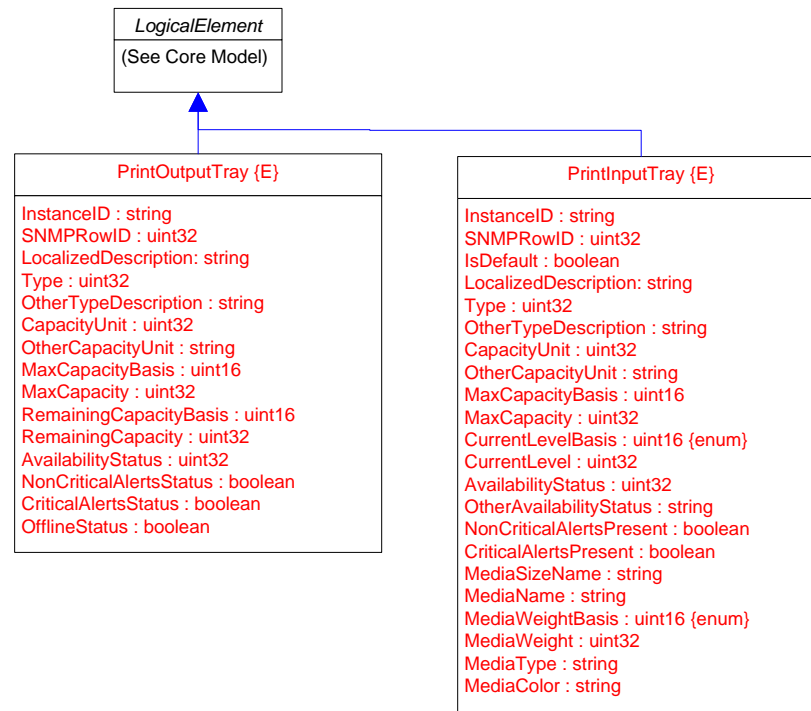 LogicalElement
(See Core Model)
PrintOutputTray {E}
InstanceID : string
SNMPRowID : uint32
LocalizedDescription: string
Type : uint32
OtherTypeDescription : string
CapacityUnit : uint32
OtherCapacityUnit : string
MaxCapacityBasis : uint16
MaxCapacity : uint32
RemainingCapacityBasis : uint16
RemainingCapacity : uint32
AvailabilityStatus : uint32
NonCriticalAlertsStatus : boolean
CriticalAlertsStatus : boolean
OfflineStatus : boolean
PrintInputTray {E}
InstanceID : string
SNMPRowID : uint32
IsDefault : boolean
LocalizedDescription: string
Type : uint32
OtherTypeDescription : string
CapacityUnit : uint32
OtherCapacityUnit : string
MaxCapacityBasis : uint16
MaxCapacity : uint32
CurrentLevelBasis : uint16 {enum}
CurrentLevel : uint32
AvailabilityStatus : uint32
OtherAvailabilityStatus : string
NonCriticalAlertsPresent : boolean
CriticalAlertsPresent : boolean
MediaSizeName : string
MediaName : string
MediaWeightBasis : uint16 {enum}
MediaWeight : uint32
MediaType : string
MediaColor : string